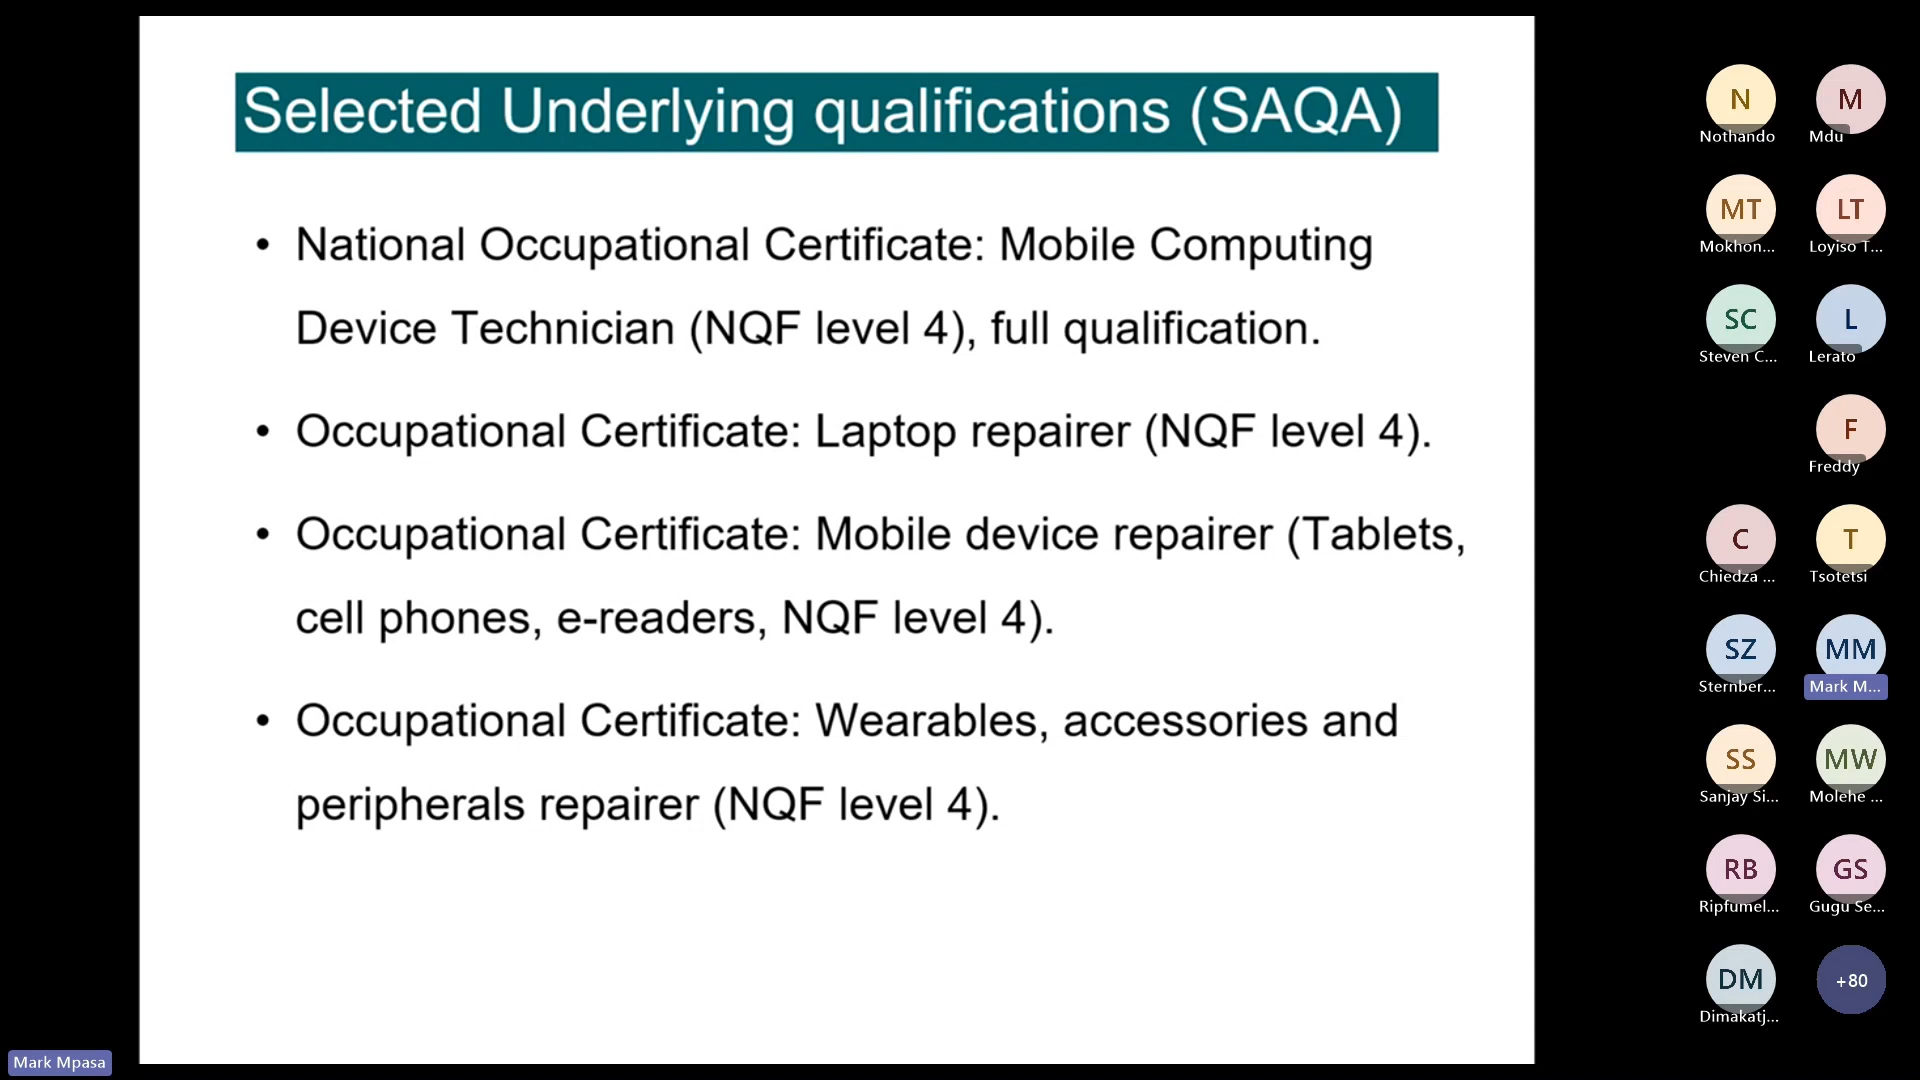 Selected Underlying qualifications (SAQA)
• National Occupational Certificate: Mobile Computing
Device Technician (NQF level 4), full qualification.
• Occupational Certificate: Laptop repairer (NQF level 4).
• Occupational Certificate: Mobile device repairer (Tablets,
cell phones, e-readers, NQF level 4).
• Occupational Certificate: Wearables, accessories and
peripherals repairer (NQF level 4).
N M
Nothando Mdu
MT LT
Mokhon... Loyiso T...
SC L
Steven C... Lerato
F
Freddy
C T
Chiedza ... Tsotetsi
SZ MM
Sternber... Mark M...
SS MW
Sanjay Si... Molehe ...
RB GS
Ripfumel... Gugu Se...
DM +80
Dimakatj...
Mark Mpasa